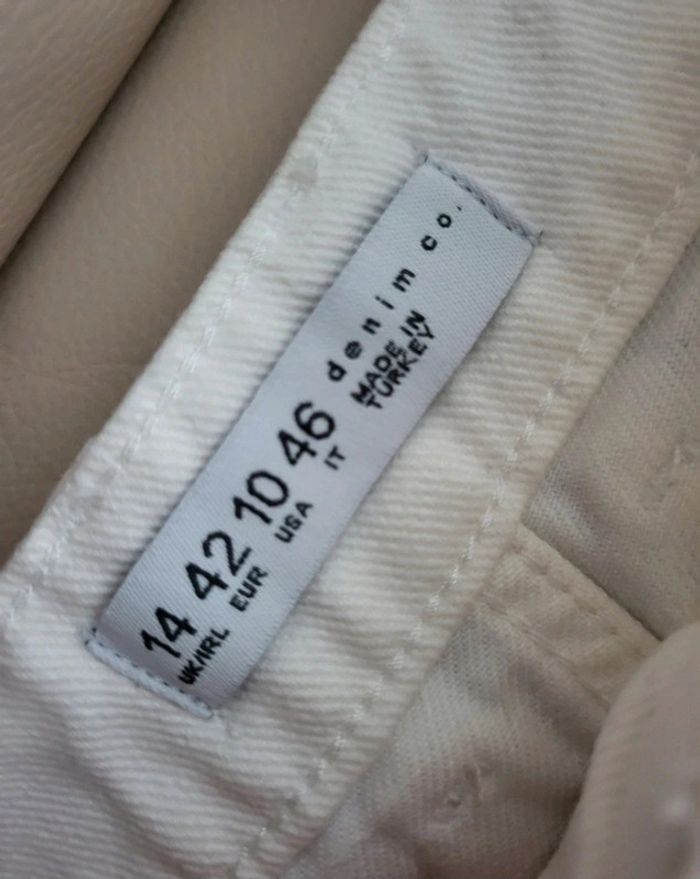 14 42 10 46 denim co.
UK/IRL EUR USA IT MADE IN
TURKEY